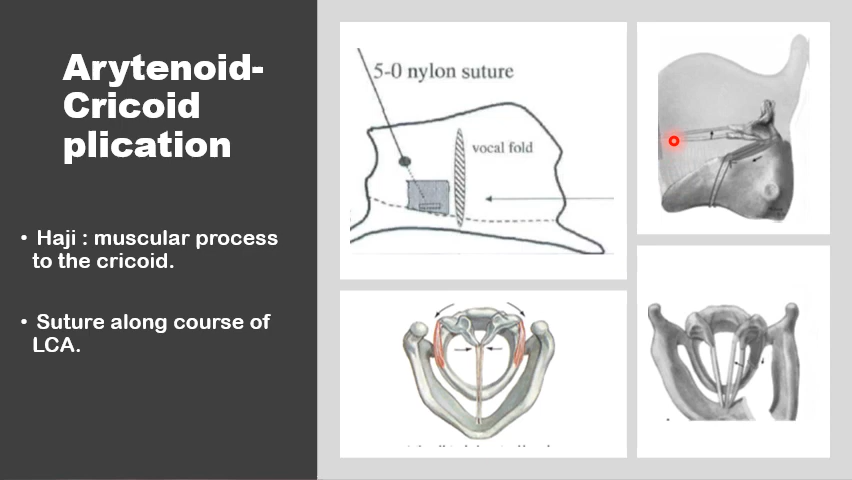 Arytenoid-
Cricoid
plication
• Haji : muscular process
to the cricoid.
• Suture along course of
LCA.
5-0 nylon suture
vocal fold